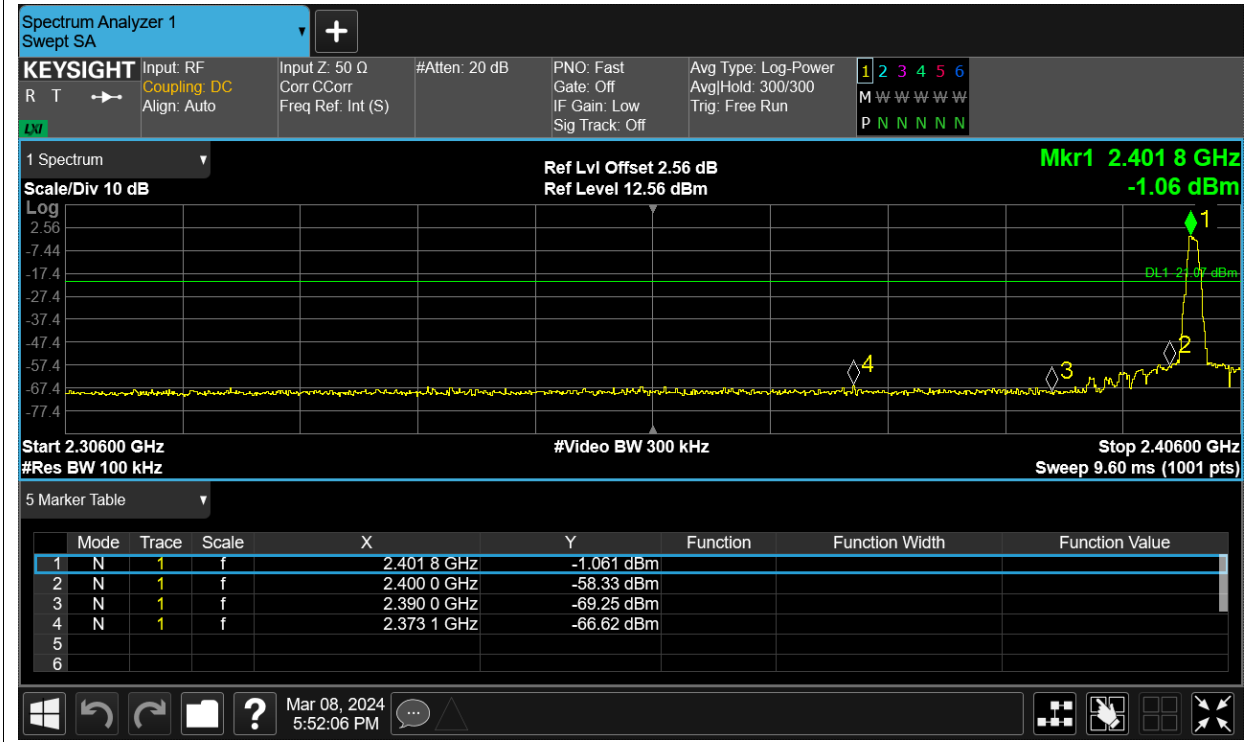 Spectrum Analyzer 1
Swept SA
KEYSIGHT
R T
LXI
Input: RF
Coupling: DC
Align: Auto
Input Z: 50 Ω
Corr CCorr
Freq Ref: Int (S)
#Atten: 20 dB
PNO: Fast
Gate: Off
IF Gain: Low
Sig Track: Off
Avg Type: Log-Power
Avg|Hold: 300/300
Trig: Free Run
1 2 3 4 5 6
M W W W W W
P N N N N N
1 Spectrum
Scale/Div 10 dB
Ref Lvl Offset 2.56 dB
Ref Level 12.56 dBm
Mkr1 2.401 8 GHz
-1.06 dBm
Log
2.56
-7.44
-17.4
-27.4
-37.4
-47.4
-57.4
-67.4
-77.4
1
DL1 -21.07 dBm
2
4
3
Start 2.30600 GHz
#Video BW 300 kHz
Stop 2.40600 GHz
#Res BW 100 kHz
Sweep 9.60 ms (1001 pts)
5 Marker Table
Mode Trace Scale X Y Function Function Width Function Value
1 N 1 f 2.401 8 GHz -1.061 dBm
2 N 1 f 2.400 0 GHz -58.33 dBm
3 N 1 f 2.390 0 GHz -69.25 dBm
4 N 1 f 2.373 1 GHz -66.62 dBm
5
6
?
Mar 08, 2024
5:52:06 PM